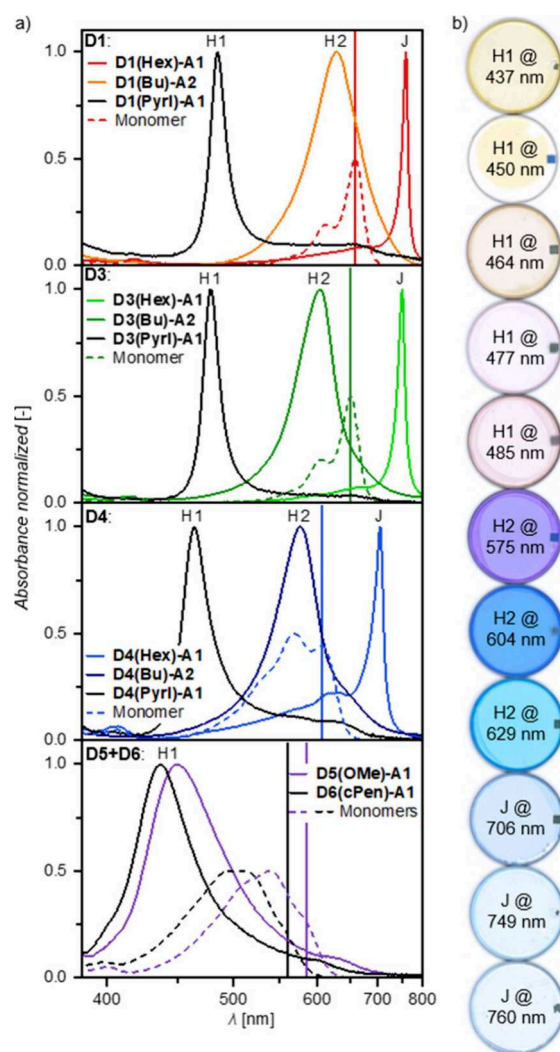 a)
D1:
H1
H2
J
D1(Hex)-A1
D1(Bu)-A2
D1(Pyrl)-A1
Monomer
1.0
0.5
0.0
D3:
H1
H2
J
D3(Hex)-A1
D3(Bu)-A2
D3(Pyrl)-A1
Monomer
1.0
0.5
0.0
D4:
H1
H2
J
D4(Hex)-A1
D4(Bu)-A2
D4(Pyrl)-A1
Monomer
1.0
0.5
0.0
D5+D6:
H1
D5(OMe)-A1
D6(cPen)-A1
Monomers
1.0
0.5
0.0
400 500 600 700 800
λ [nm]
Absorbance normalized [-]
b)
H1 @
437 nm
H1 @
450 nm
H1 @
464 nm
H1 @
477 nm
H1 @
485 nm
H2 @
575 nm
H2 @
604 nm
H2 @
629 nm
J @
706 nm
J @
749 nm
J @
760 nm